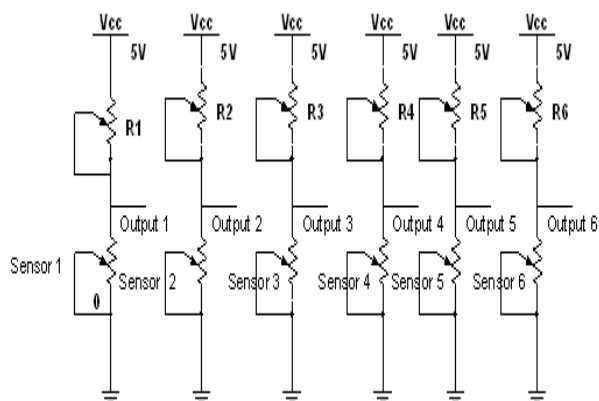 Vcc Vcc Vcc Vcc Vcc Vcc
5V 5V 5V 5V 5V 5V
R1 R2 R3 R4 R5 R6
Output 1 Output 2 Output 3 Output 4 Output 5 Output 6
Sensor 1 Sensor 2 Sensor 3 Sensor 4 Sensor 5 Sensor 6
0